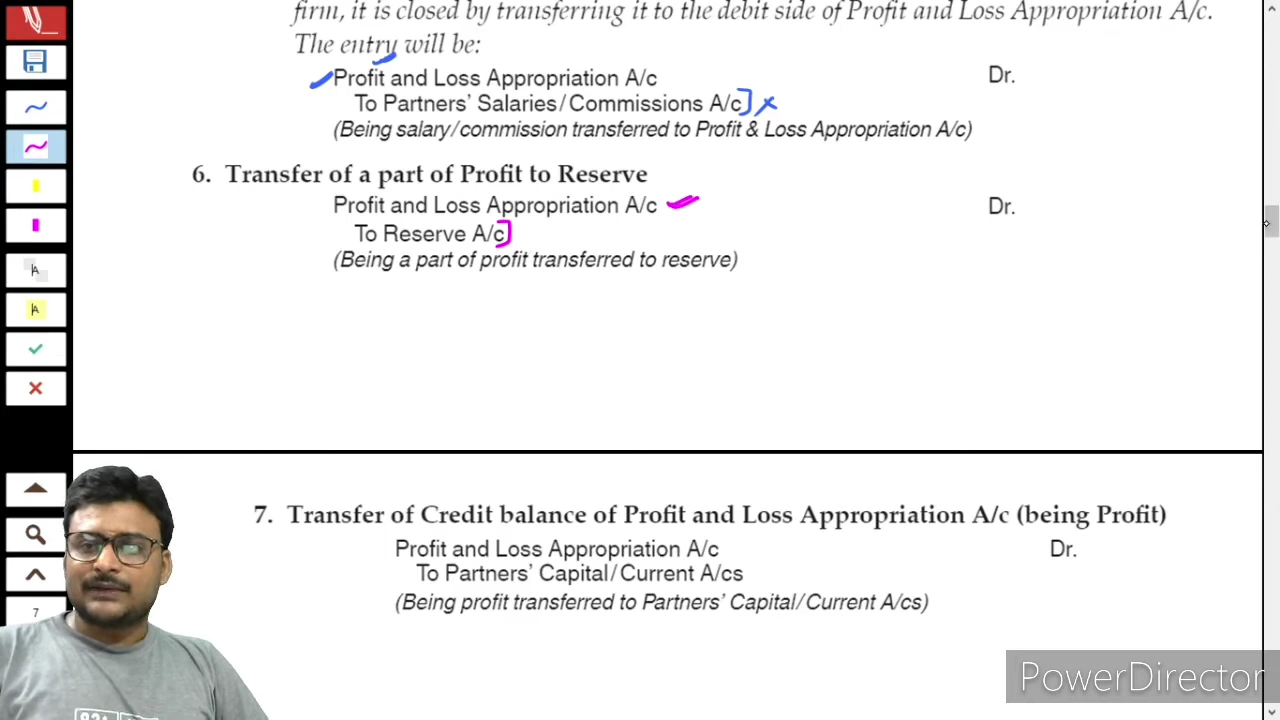 firm, it is closed by transferring it to the debit side of Profit and Loss Appropriation A/c.
The entry will be:
Profit and Loss Appropriation A/c Dr.
To Partners' Salaries/Commissions A/c
(Being salary/commission transferred to Profit & Loss Appropriation A/c)
6. Transfer of a part of Profit to Reserve
Profit and Loss Appropriation A/c Dr.
To Reserve A/c
(Being a part of profit transferred to reserve)
7. Transfer of Credit balance of Profit and Loss Appropriation A/c (being Profit)
Profit and Loss Appropriation A/c Dr.
To Partners' Capital/Current A/cs
(Being profit transferred to Partners' Capital/Current A/cs)
7
PowerDirector